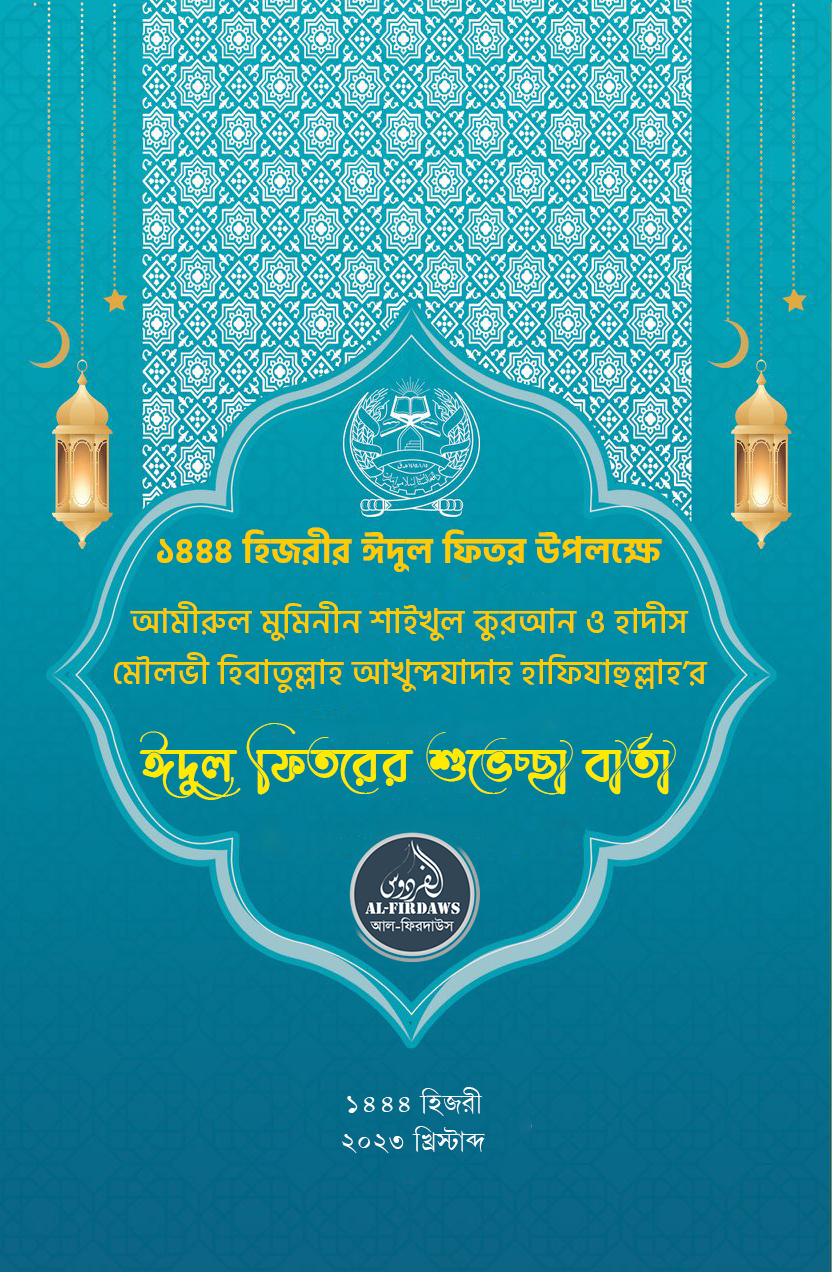 ১৪৪৪ হিজরীর ঈদুল ফিতর উপলক্ষে
আমীরুল মুমিনীন শাইখুল কুরআন ও হাদীস
মৌলভী হিবাতুল্লাহ আখুন্দযাদাহ হাফিযাহুল্লাহ’র
ঈদুল ফিতরের শুভেচ্ছা বার্তা
الفردوس
AL-FIRDAWS
আল-ফিরদাউস
১৪৪৪ হিজরী
২০২৩ খ্রিস্টাব্দ